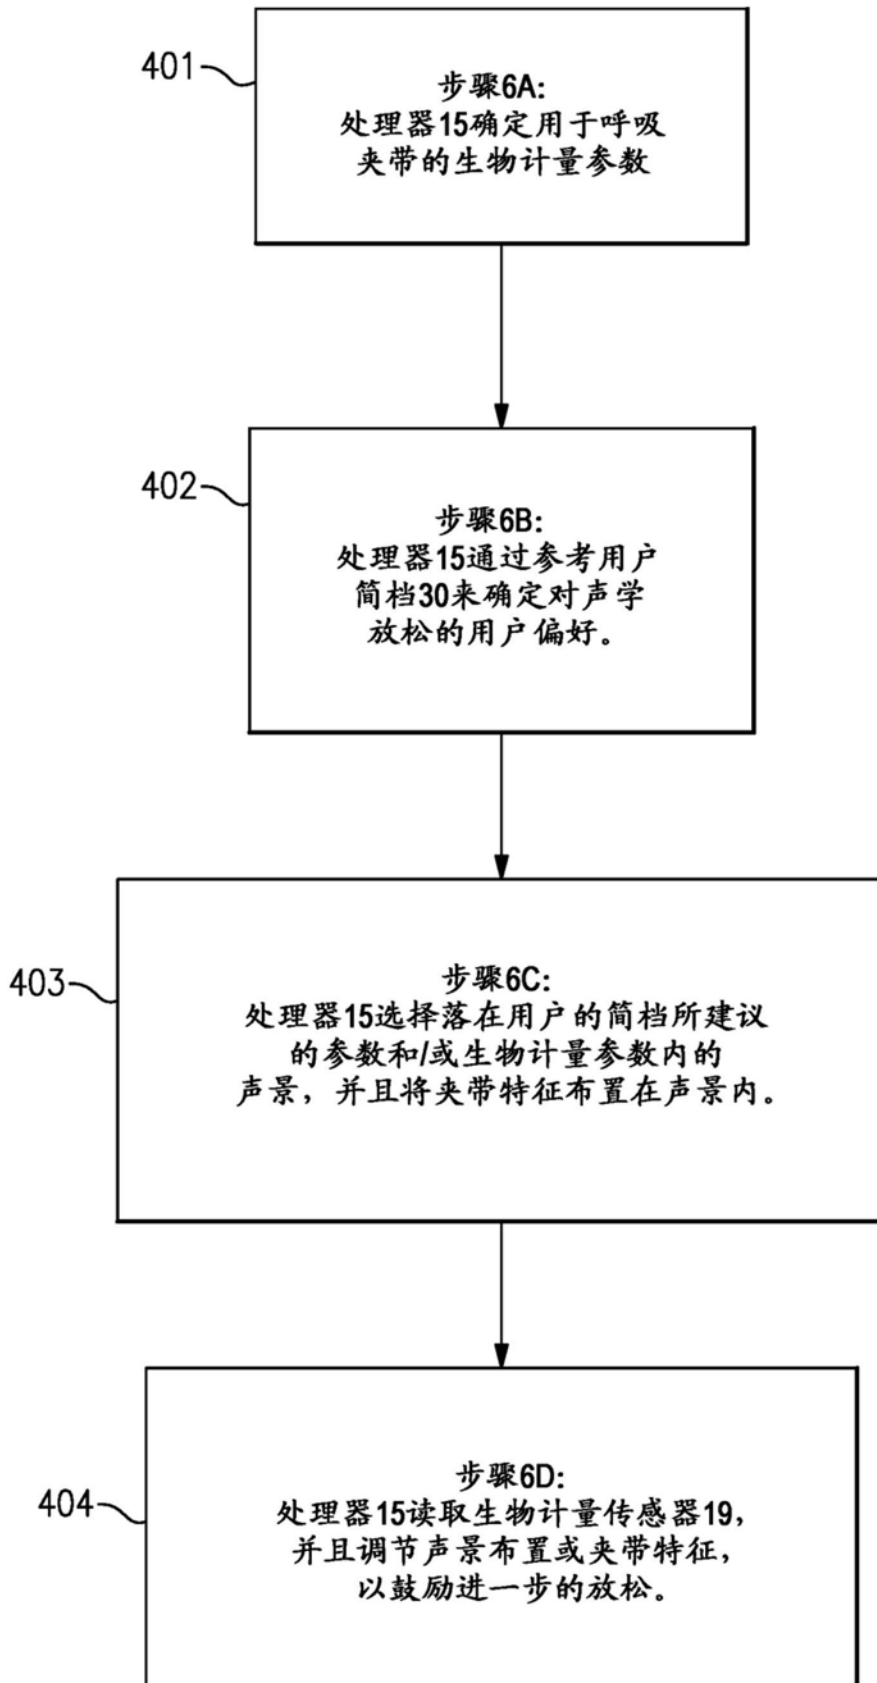 401
步骤6A:
处理器15确定用于呼吸
夹带的生物计量参数
402
步骤6B:
处理器15通过参考用户
简档30来确定对声学
放松的用户偏好。
403
步骤6C:
处理器15选择落在用户的简档所建议
的参数和/或生物计量参数内的
声景，并且将夹带特征布置在声景内。
404
步骤6D:
处理器15读取生物计量传感器19，
并且调节声景布置或夹带特征，
以鼓励进一步的放松。